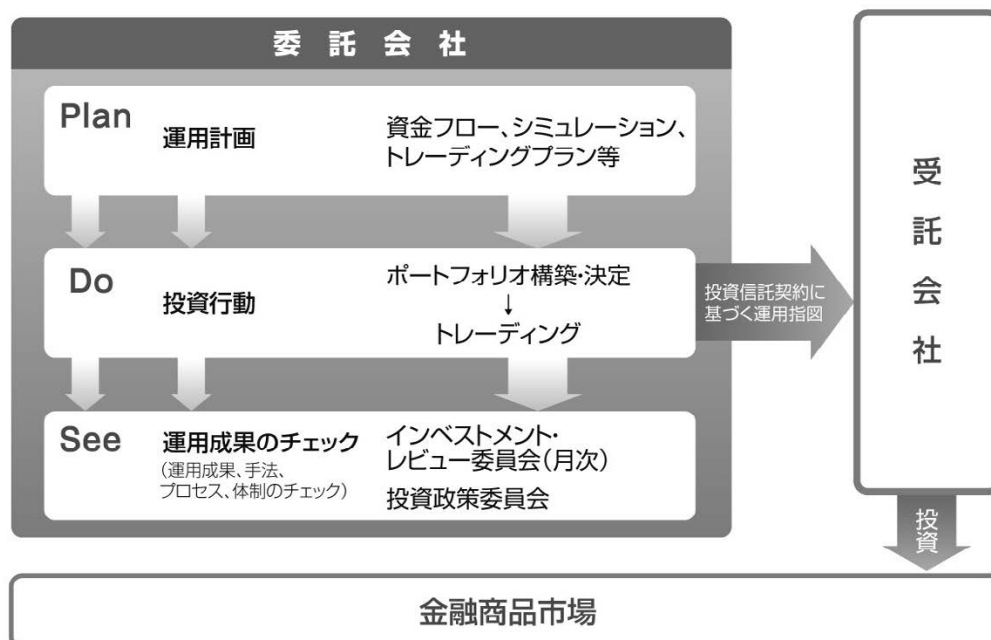 委託会社
Plan
運用計画
資金フロー、シミュレーション、
トレーディングプラン等
Do
投資行動
ポートフォリオ構築・決定
↓
トレーディング
投資信託契約に
基づく運用指図
See
運用成果のチェック
(運用成果、手法、
プロセス、体制のチェック)
インベストメント・
レビュー委員会(月次)
投資政策委員会
受託会社
投資
金融商品市場